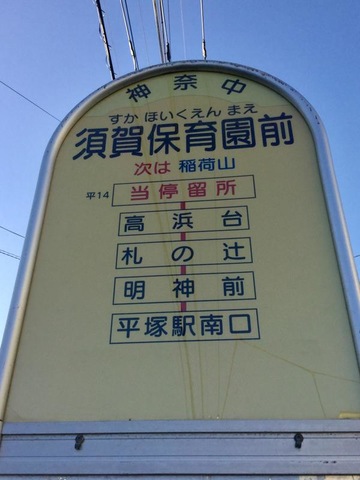 神奈中
すか ほいくえん まえ
須賀保育園前
次は 稲荷山
平14 当停留所
高浜台
札の辻
明神前
平塚駅南口